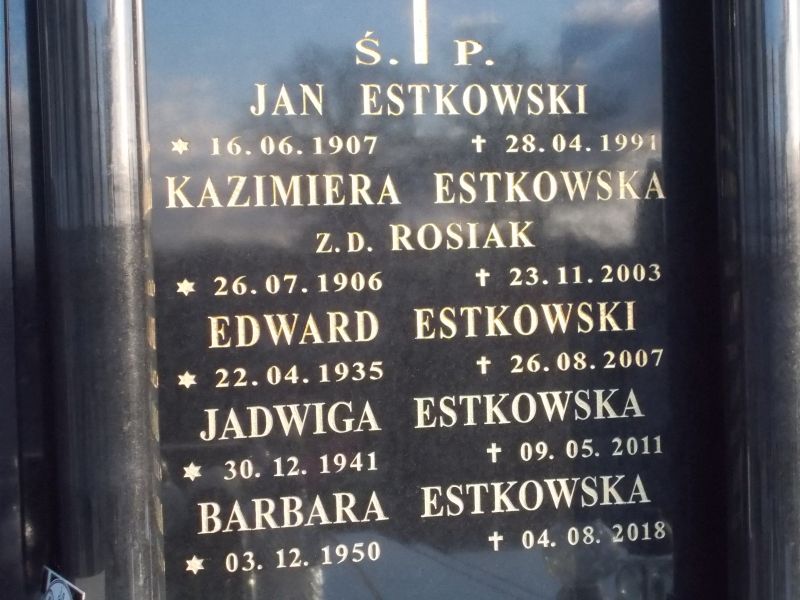 Ś. P.
JAN ESTKOWSKI
* 16.06.1907 ✝ 28.04.1991
KAZIMIERA ESTKOWSKA
Z.D. ROSIAK
* 26.07.1906 ✝ 23.11.2003
EDWARD ESTKOWSKI
* 22.04.1935 ✝ 26.08.2007
JADWIGA ESTKOWSKA
* 30.12.1941 ✝ 09.05.2011
BARBARA ESTKOWSKA
* 03.12.1950 ✝ 04.08.2018